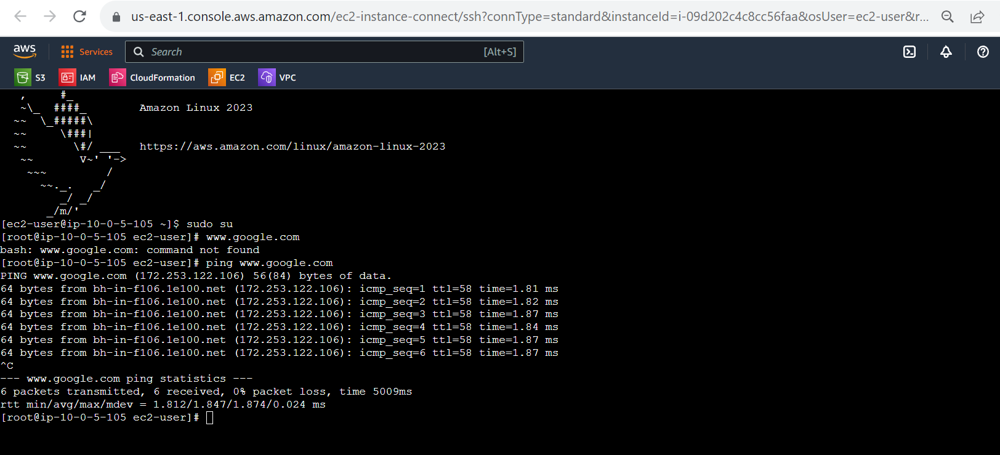 us-east-1.console.aws.amazon.com/ec2-instance-connect/ssh?connType=standard&instanceId=i-09d202c4c8cc56faa&osUser=ec2-user&r...
aws Services Search [Alt+S]
S3 IAM CloudFormation EC2 VPC
   ,     #_
   ~\_  ####_        Amazon Linux 2023
  ~~  \_#####\
  ~~     \###|
  ~~       \#/ ___   https://aws.amazon.com/linux/amazon-linux-2023
   ~~       V~' '->
    ~~~         /
      ~~._.   _/
         _/ _/
       _/m/'
[ec2-user@ip-10-0-5-105 ~]$ sudo su
[root@ip-10-0-5-105 ec2-user]# www.google.com
bash: www.google.com: command not found
[root@ip-10-0-5-105 ec2-user]# ping www.google.com
PING www.google.com (172.253.122.106) 56(84) bytes of data.
64 bytes from bh-in-f106.1e100.net (172.253.122.106): icmp_seq=1 ttl=58 time=1.81 ms
64 bytes from bh-in-f106.1e100.net (172.253.122.106): icmp_seq=2 ttl=58 time=1.82 ms
64 bytes from bh-in-f106.1e100.net (172.253.122.106): icmp_seq=3 ttl=58 time=1.87 ms
64 bytes from bh-in-f106.1e100.net (172.253.122.106): icmp_seq=4 ttl=58 time=1.84 ms
64 bytes from bh-in-f106.1e100.net (172.253.122.106): icmp_seq=5 ttl=58 time=1.87 ms
64 bytes from bh-in-f106.1e100.net (172.253.122.106): icmp_seq=6 ttl=58 time=1.87 ms
^C
--- www.google.com ping statistics ---
6 packets transmitted, 6 received, 0% packet loss, time 5009ms
rtt min/avg/max/mdev = 1.812/1.847/1.874/0.024 ms
[root@ip-10-0-5-105 ec2-user]#